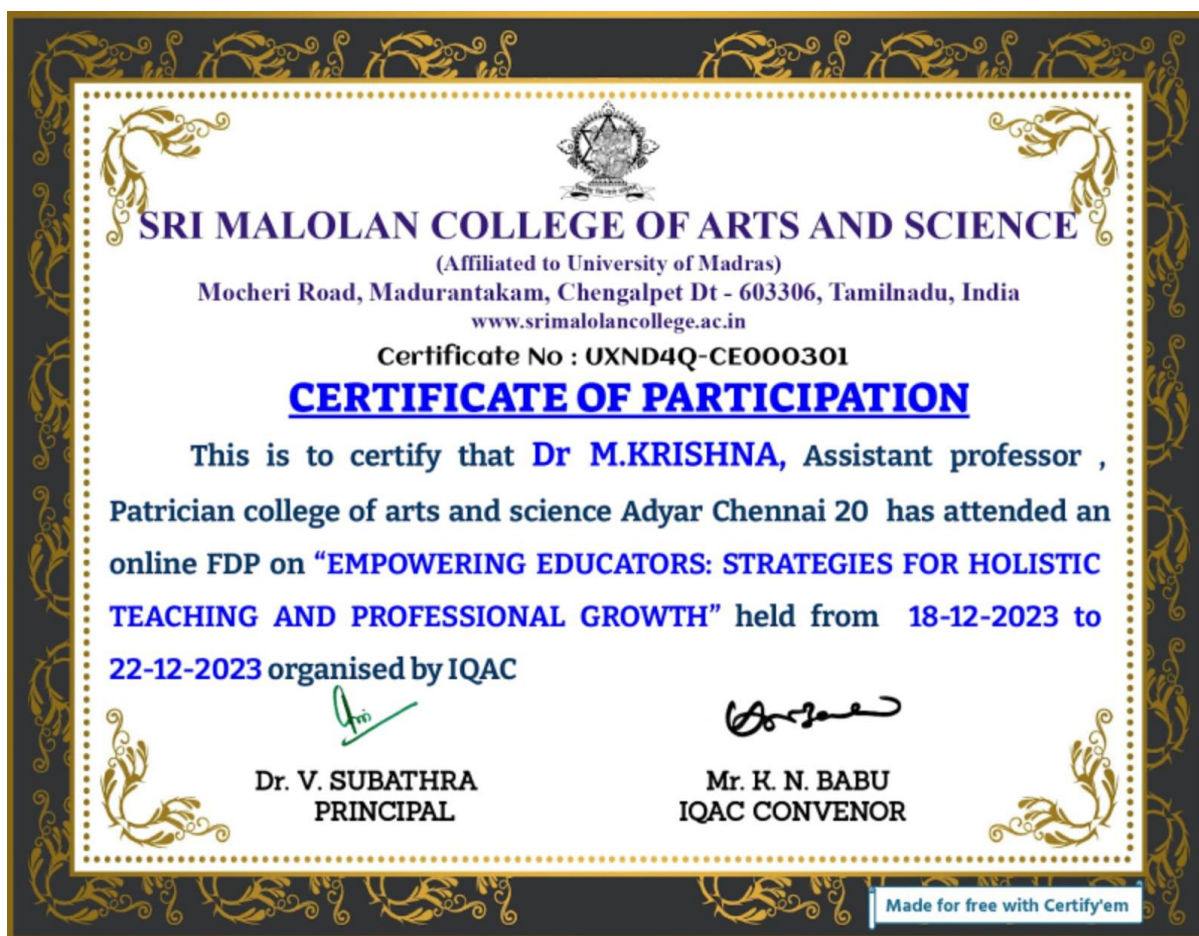 SRI MALOLAN COLLEGE OF ARTS AND SCIENCE
(Affiliated to University of Madras)
Mocheri Road, Madurantakam, Chengalpet Dt - 603306, Tamilnadu, India
www.srimalolancollege.ac.in
Certificate No : UXND4Q-CE000301
CERTIFICATE OF PARTICIPATION
This is to certify that Dr M.KRISHNA, Assistant professor ,
Patrician college of arts and science Adyar Chennai 20 has attended an
online FDP on “EMPOWERING EDUCATORS: STRATEGIES FOR HOLISTIC
TEACHING AND PROFESSIONAL GROWTH” held from 18-12-2023 to
22-12-2023 organised by IQAC
Dr. V. SUBATHRA
PRINCIPAL
Mr. K. N. BABU
IQAC CONVENOR
Made for free with Certify'em